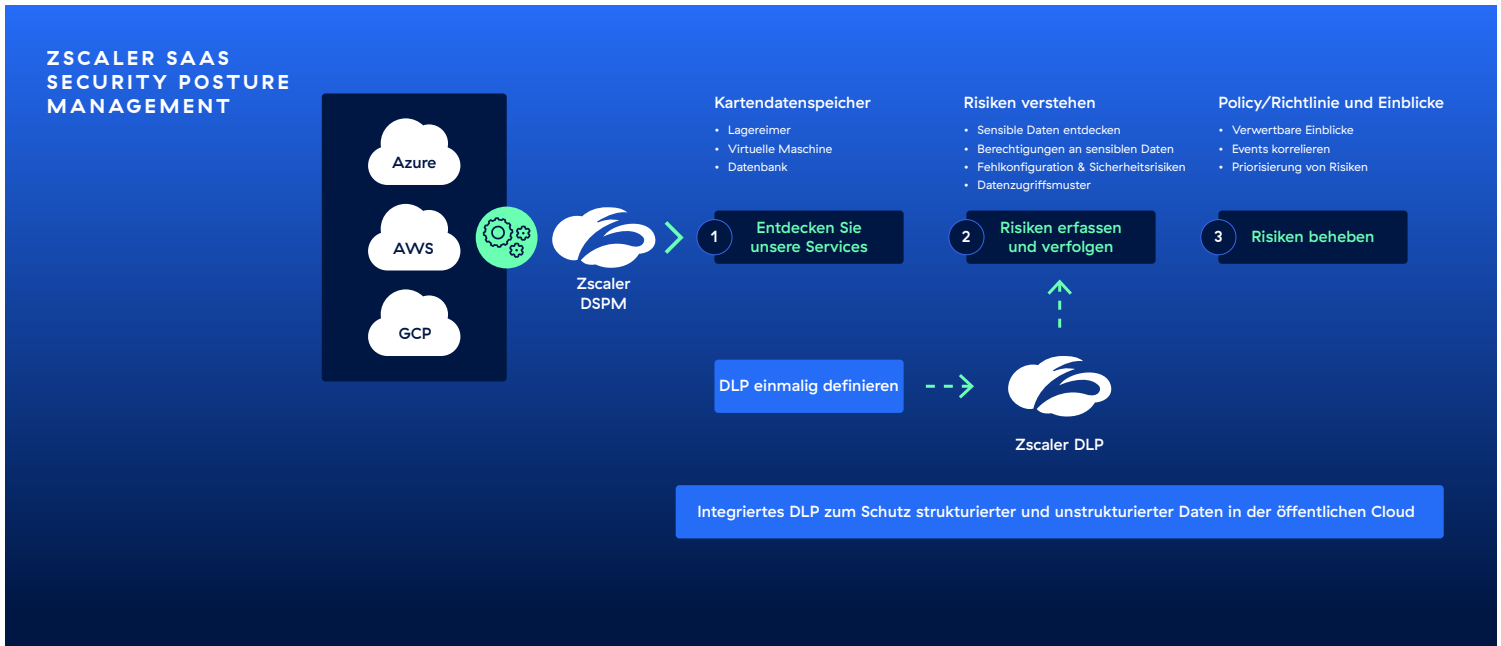 ZSCALER SAAS
SECURITY POSTURE
MANAGEMENT
Azure
AWS
GCP
Zscaler
DSPM
Kartendatenspeicher
• Lagereimer
• Virtuelle Maschine
• Datenbank
1
Entdecken Sie
unsere Services
Risiken verstehen
• Sensible Daten entdecken
• Berechtigungen an sensiblen Daten
• Fehlkonfiguration & Sicherheitsrisiken
• Datenzugriffsmuster
2
Risiken erfassen
und verfolgen
Policy/Richtlinie und Einblicke
• Verwertbare Einblicke
• Events korrelieren
• Priorisierung von Risiken
3
Risiken beheben
DLP einmalig definieren
Zscaler DLP
Integriertes DLP zum Schutz strukturierter und unstrukturierter Daten in der öffentlichen Cloud